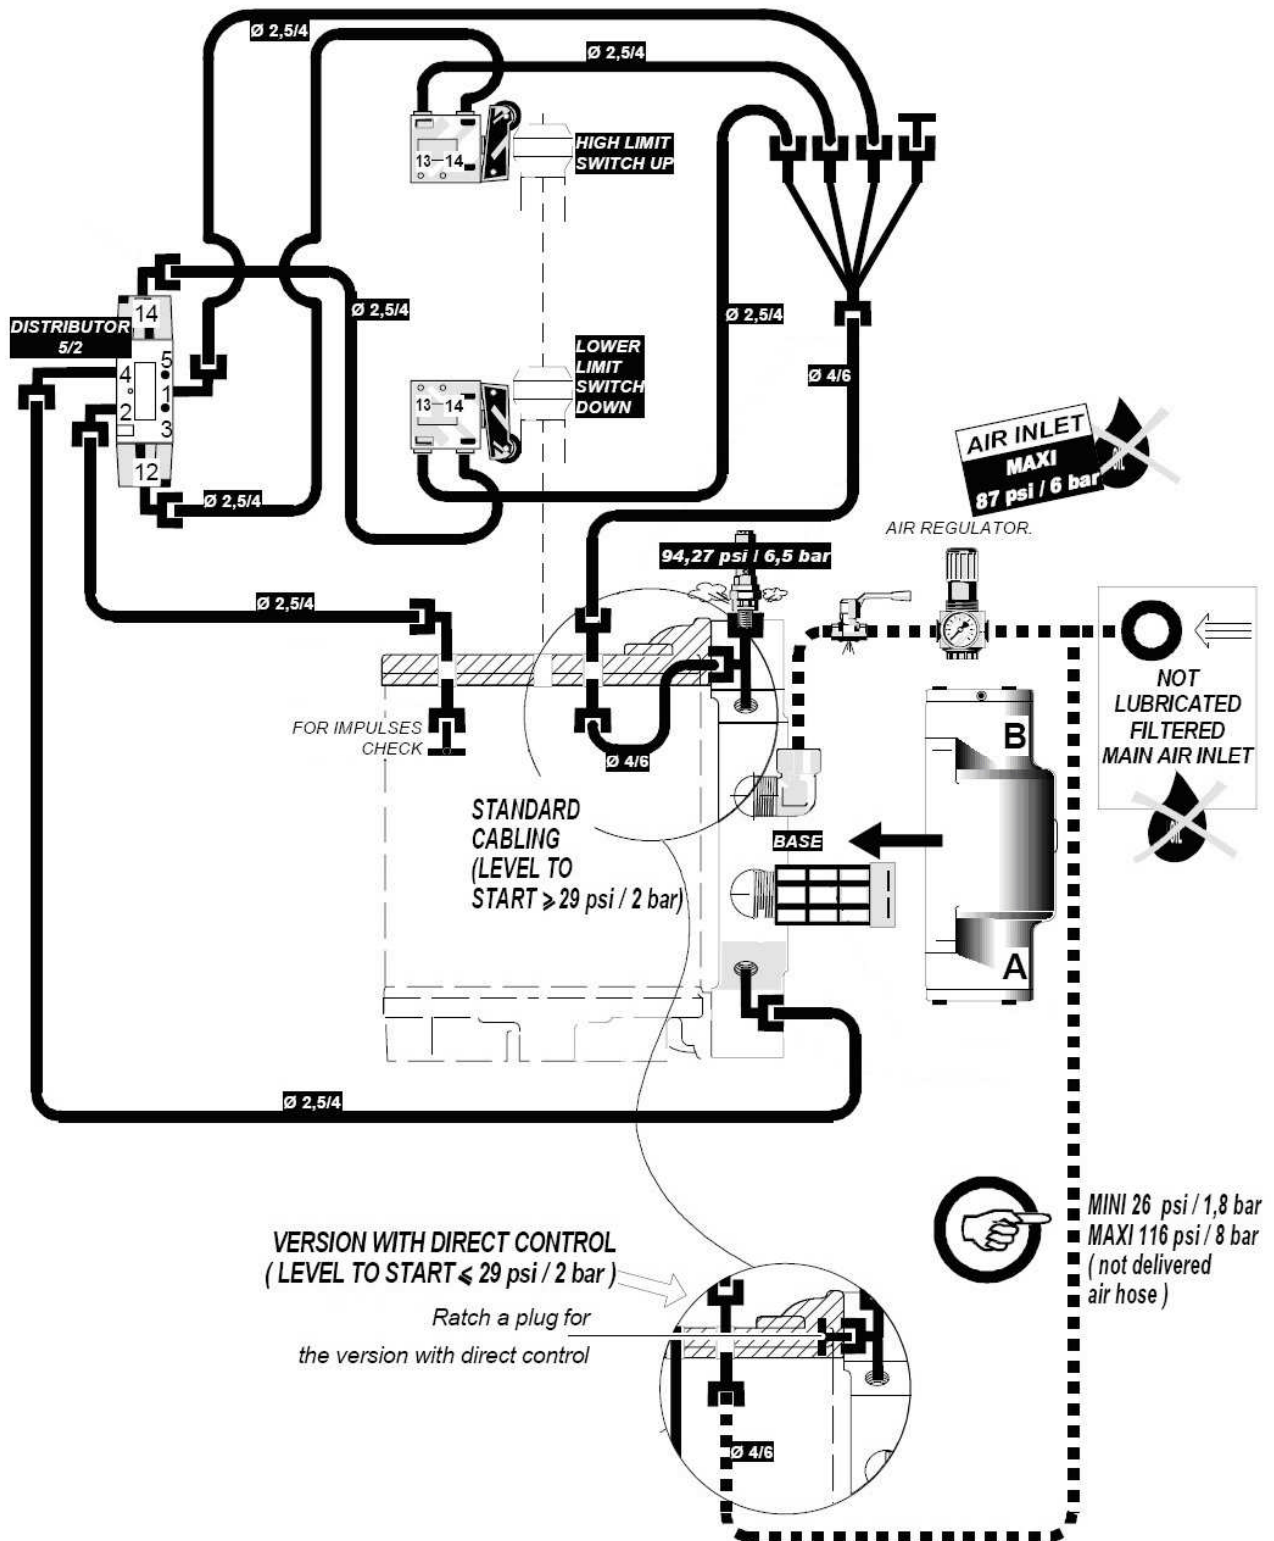 Ø 2,5/4
Ø 2,5/4
13-14
HIGH LIMIT
SWITCH UP
14
DISTRIBUTOR
5/2
5
4
1
2
3
12
Ø 2,5/4
Ø 2,5/4
LOWER
LIMIT
SWITCH
DOWN
13-14
Ø 4/6
Ø 2,5/4
AIR INLET
MAXI
87 psi / 6 bar
OIL
AIR REGULATOR.
94,27 psi / 6,5 bar
Ø 2,5/4
FOR IMPULSES
CHECK
Ø 4/6
NOT
LUBRICATED
FILTERED
MAIN AIR INLET
OIL
B
A
STANDARD
CABLING
(LEVEL TO
START ⩾ 29 psi / 2 bar)
BASE
Ø 2,5/4
MINI 26 psi / 1,8 bar
MAXI 116 psi / 8 bar
( not delivered
air hose )
VERSION WITH DIRECT CONTROL
( LEVEL TO START ⩽ 29 psi / 2 bar )
Ratch a plug for
the version with direct control
Ø 4/6